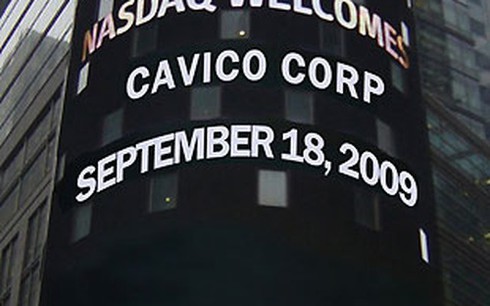 NASDAQ WELCOMES
CAVICO CORP
SEPTEMBER 18, 2009